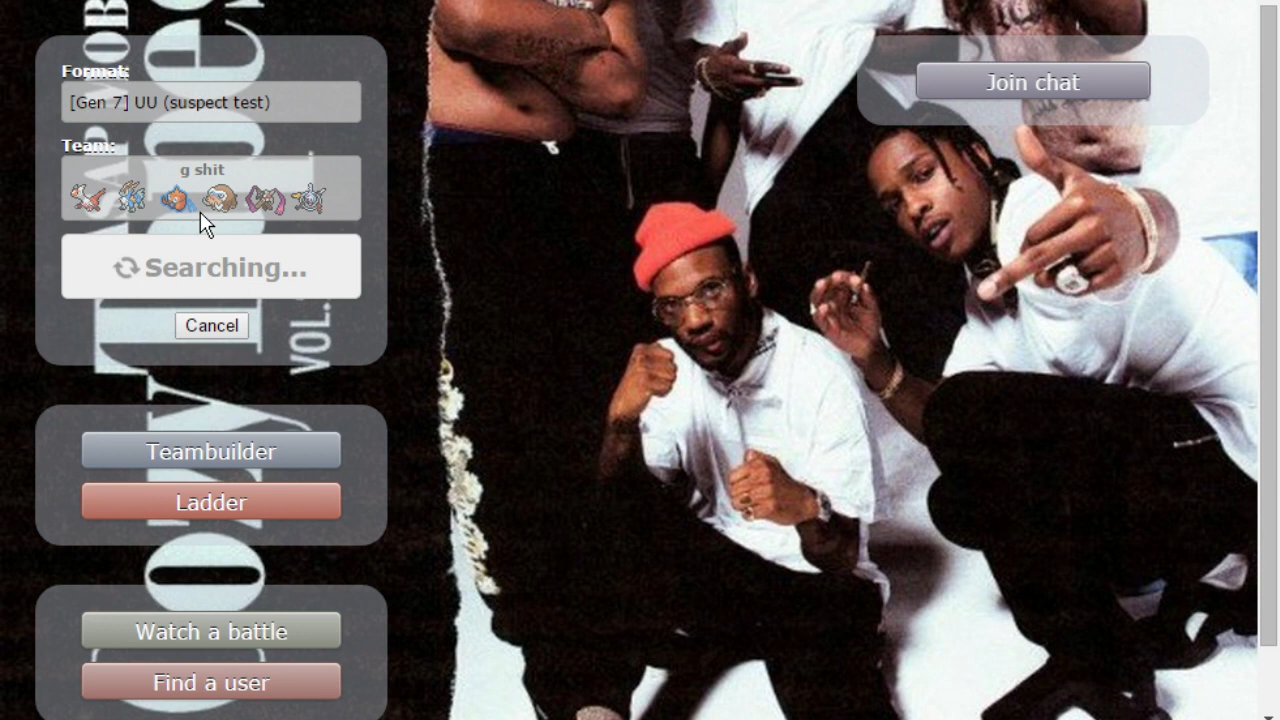 Format:
[Gen 7] UU (suspect test)
Team:
g shit
Searching...
Cancel
Teambuilder
Ladder
Watch a battle
Find a user
Join chat
VOL.